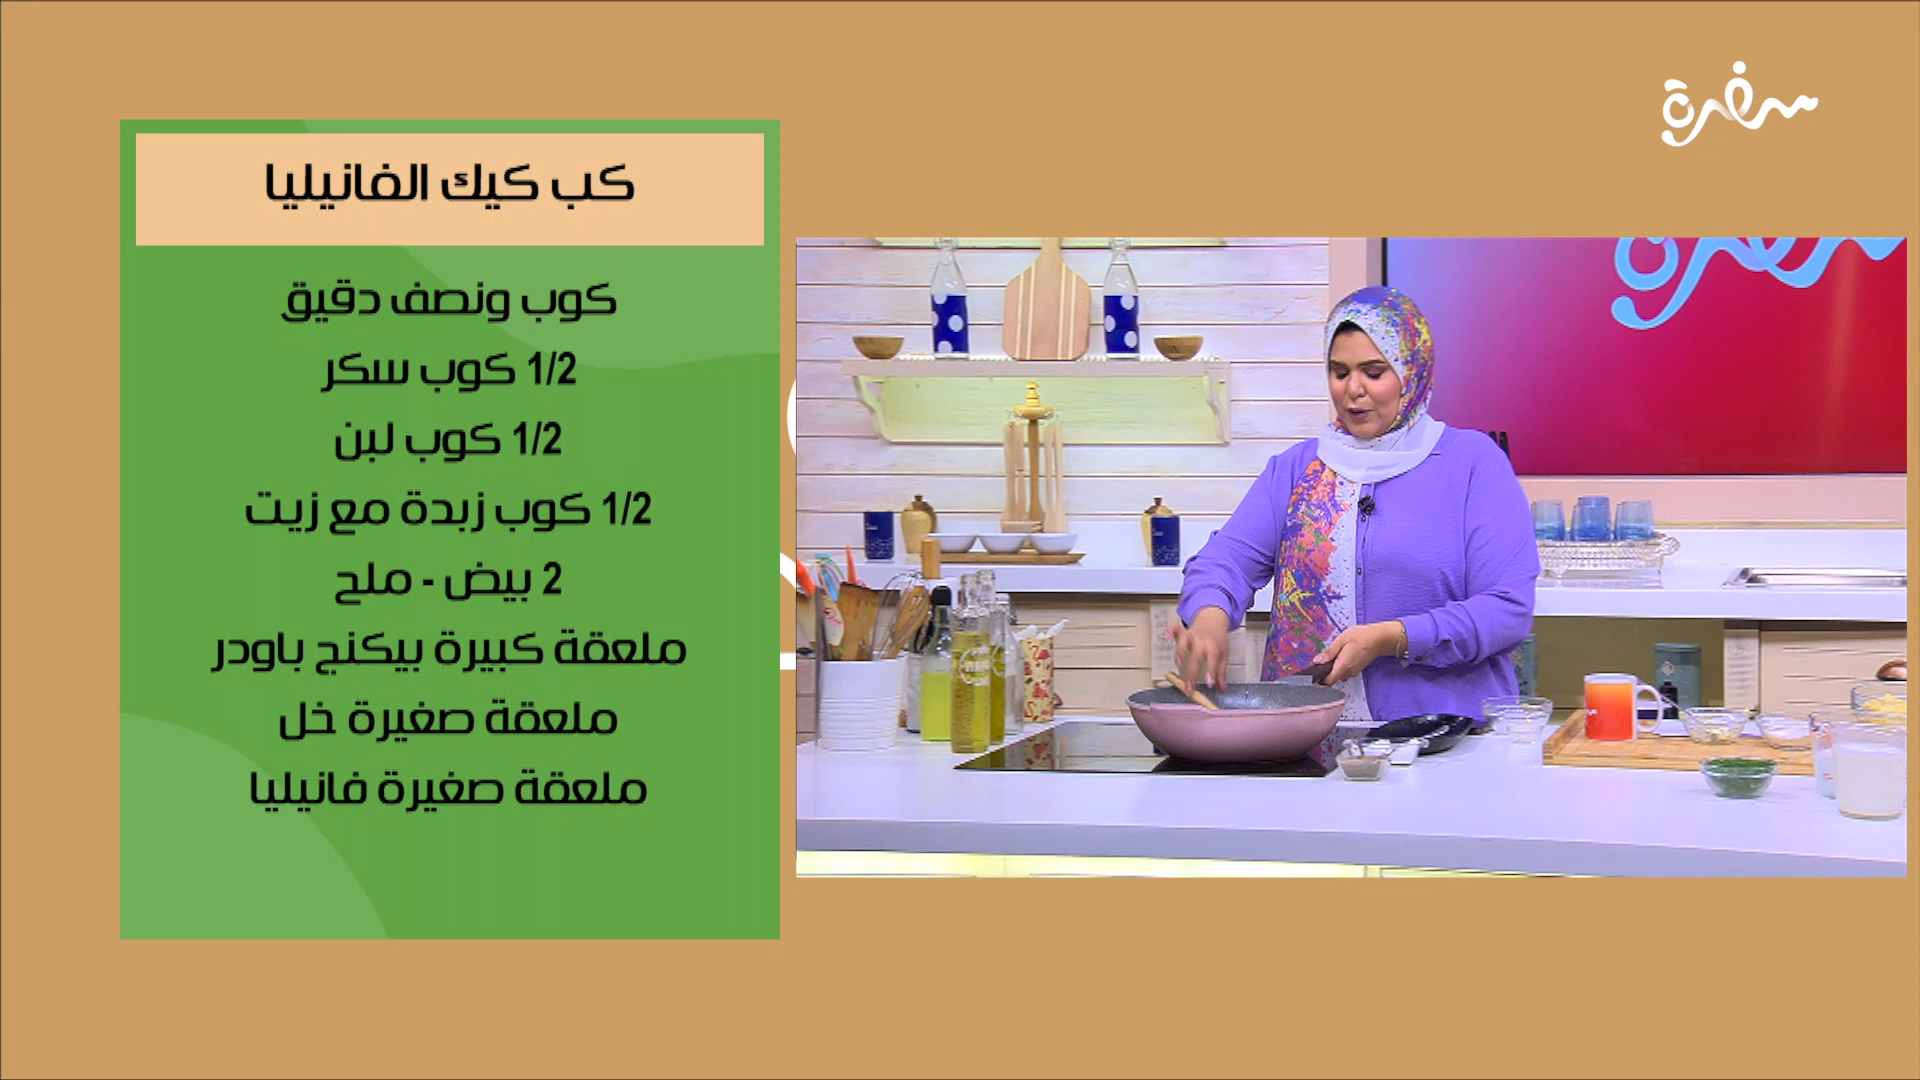 سفرة
كب كيك الفانيليا
كوب ونصف دقيق
1/2 كوب سكر
1/2 كوب لبن
1/2 كوب زبدة مع زيت
2 بيض - ملح
ملعقة كبيرة بيكنج باودر
ملعقة صغيرة خل
ملعقة صغيرة فانيليا
سفرة